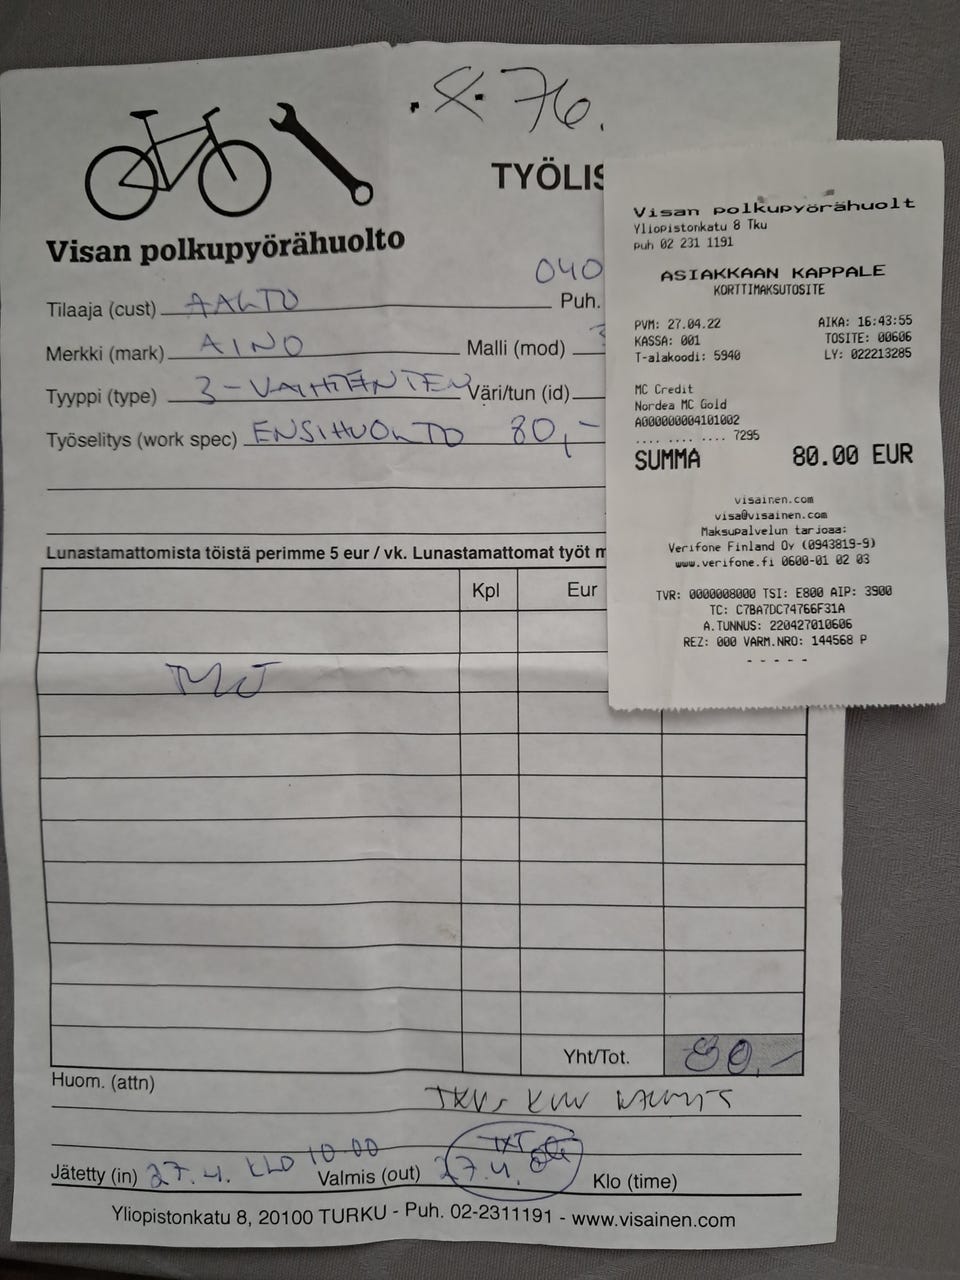 76.
TYÖLIS
Visan polkupyörähuolto
040
Tilaaja (cust) AALTO Puh.
Merkki (mark) AINO Malli (mod) 3
Tyyppi (type) 3-VAIHTEINEN Väri/tun (id)
Työselitys (work spec) ENSIHUOLTO 80,-
Lunastamattomista töistä perimme 5 eur / vk. Lunastamattomat työt m
Kpl Eur
Yht/Tot. 80,-
Huom. (attn)
TXT
Jätetty (in) 27.4. KLO 10.00 Valmis (out) 27.4. Klo (time)
Yliopistonkatu 8, 20100 TURKU - Puh. 02-2311191 - www.visainen.com
Visan polkupyörähuolt
Yliopistonkatu 8 Tku
puh 02 231 1191
ASIAKKAAN KAPPALE
KORTTIMAKSUTOSITE
PVM: 27.04.22 AIKA: 16:43:55
KASSA: 001 TOSITE: 00606
T-alakoodi: 5940 LY: 022213285
MC Credit
Nordea MC Gold
A000000004101002
.... .... .... 7295
SUMMA 80.00 EUR
visainen.com
visa@visainen.com
Maksupalvelun tarjoaa:
Verifone Finland Oy (0943819-9)
www.verifone.fi 0600-01 02 03
TVR: 0000008000 TSI: E800 AIP: 3900
TC: C7BA7DC74766F31A
A.TUNNUS: 220427010606
REZ: 000 VARM.NRO: 144568 P
- - - - -